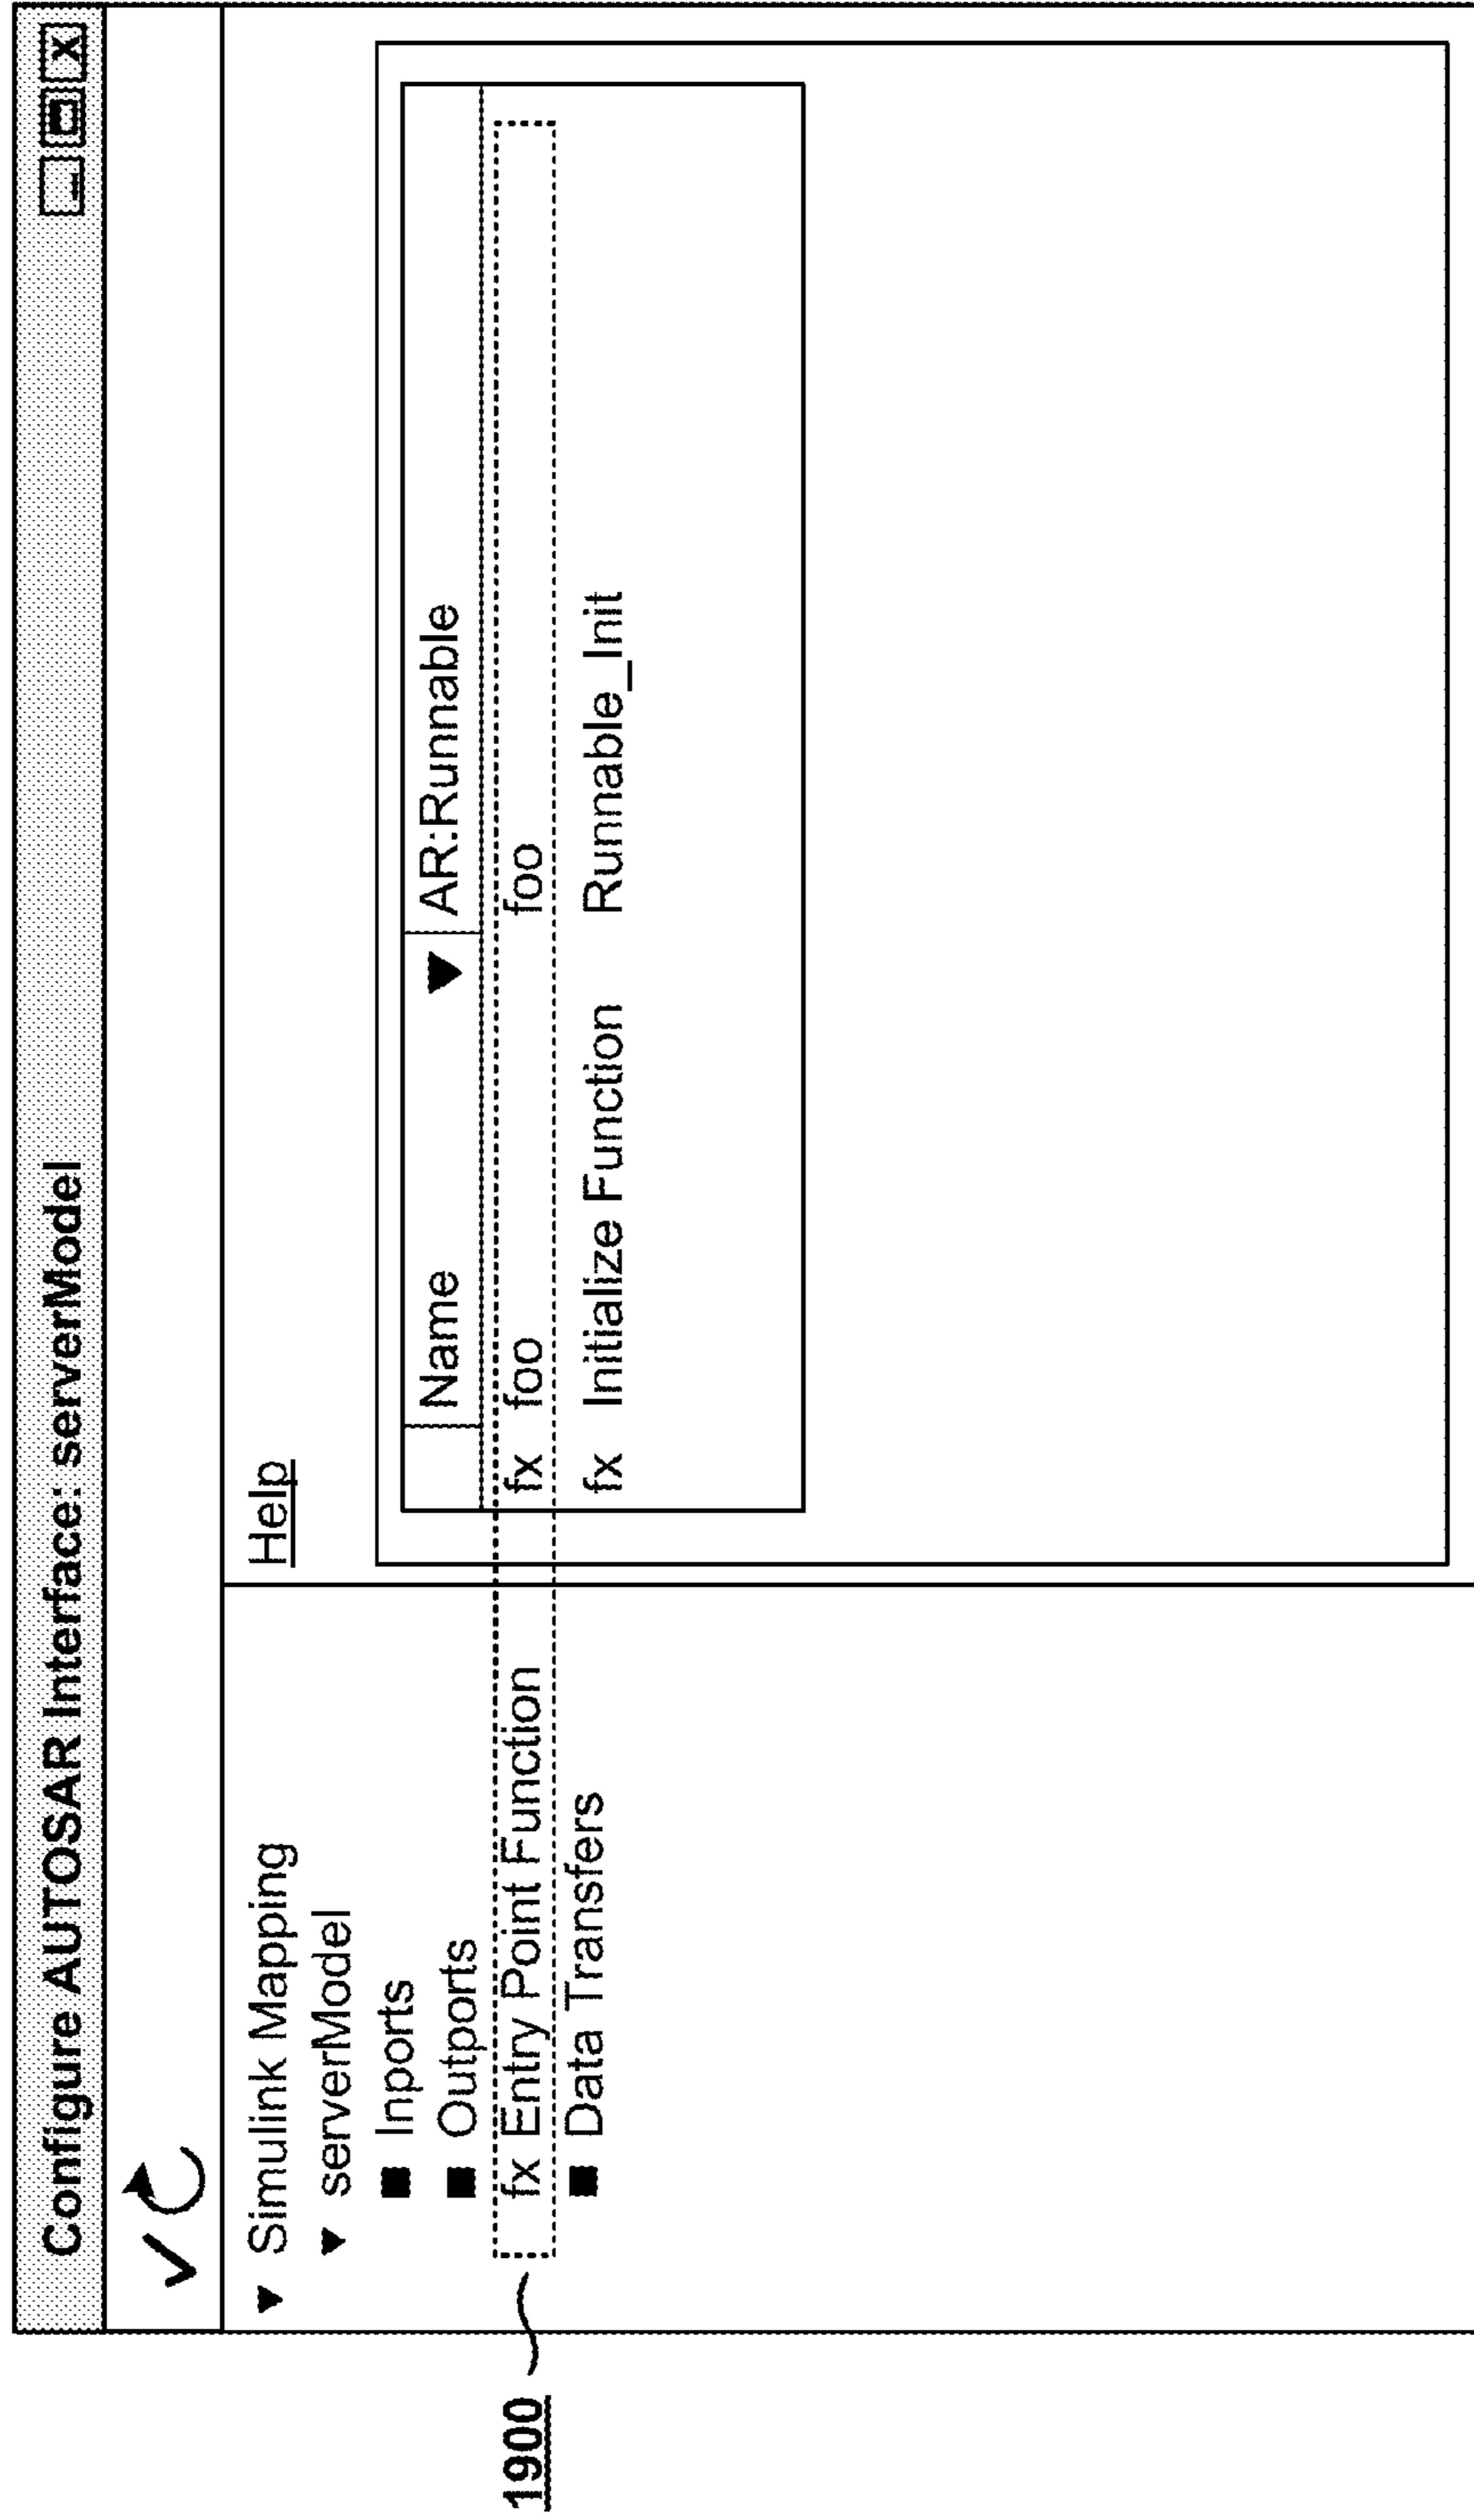 Configure AUTOSAR Interface: serverModel
Simulink Mapping
serverModel
Inports
Outports
fx Entry Point Function
Data Transfers
Help
Name AR:Runnable
fx foo foo
fx Initialize Function Runnable_Init
1900